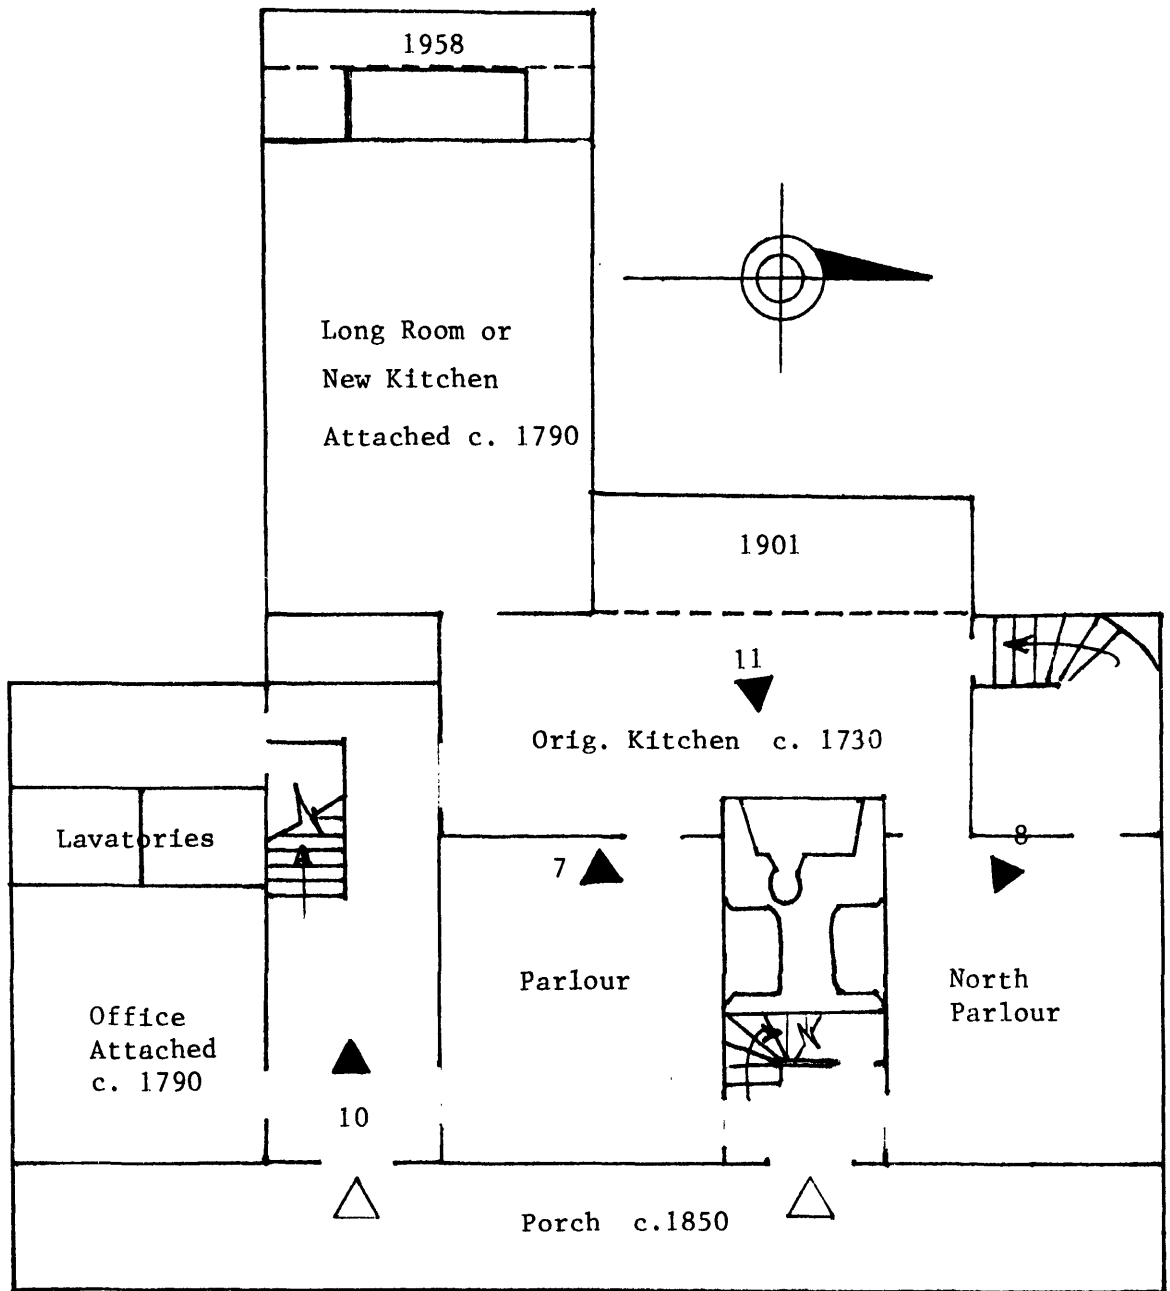 1958
Long Room or
New Kitchen
Attached c. 1790
1901
11
Orig. Kitchen c. 1730
Lavatories
8
7
Parlour
North
Parlour
Office
Attached
c. 1790
10
Porch c.1850